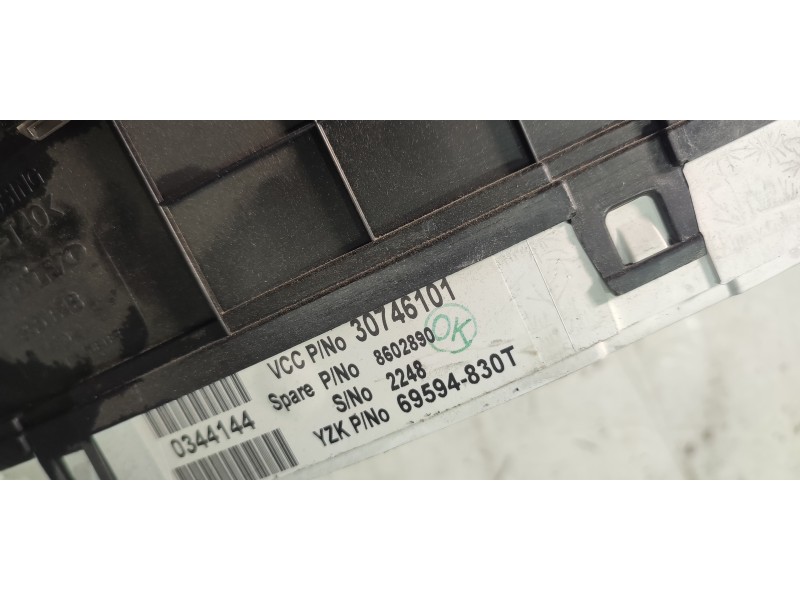 VCC P/No 30746101
Spare P/No 8602890
OK
S/No 2248
YZK P/No 69594-830T
0344144